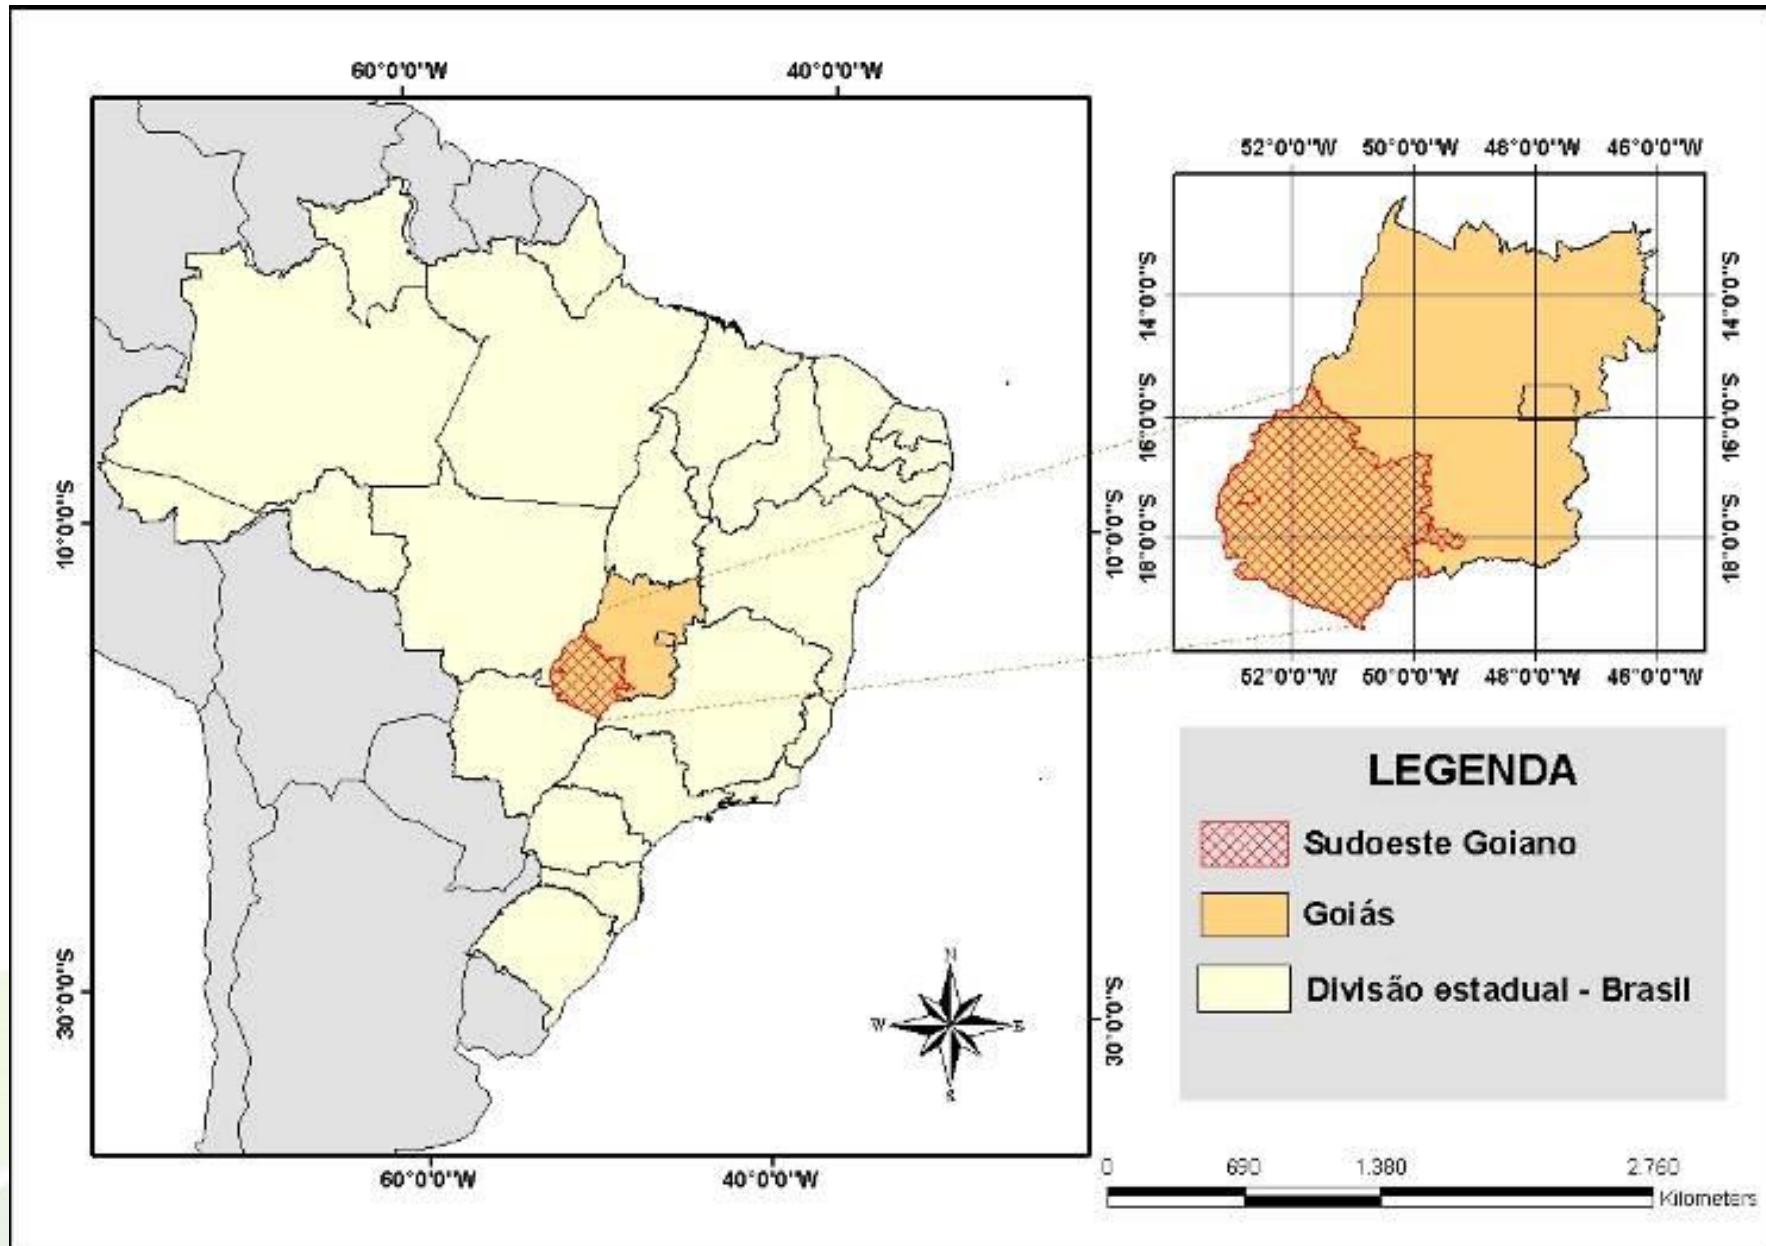 60°0'0"W 40°0'0"W
10°0'0"S 10°0'0"S
30°0'0"S 30°0'0"S
60°0'0"W 40°0'0"W
N
W E
S
52°0'0"W 50°0'0"W 48°0'0"W 46°0'0"W
14°0'0"S 14°0'0"S
16°0'0"S 16°0'0"S
18°0'0"S 18°0'0"S
52°0'0"W 50°0'0"W 48°0'0"W 46°0'0"W
LEGENDA
Sudoeste Goiano
Goiás
Divisão estadual - Brasil
0 690 1.380 2.760
Kilometers